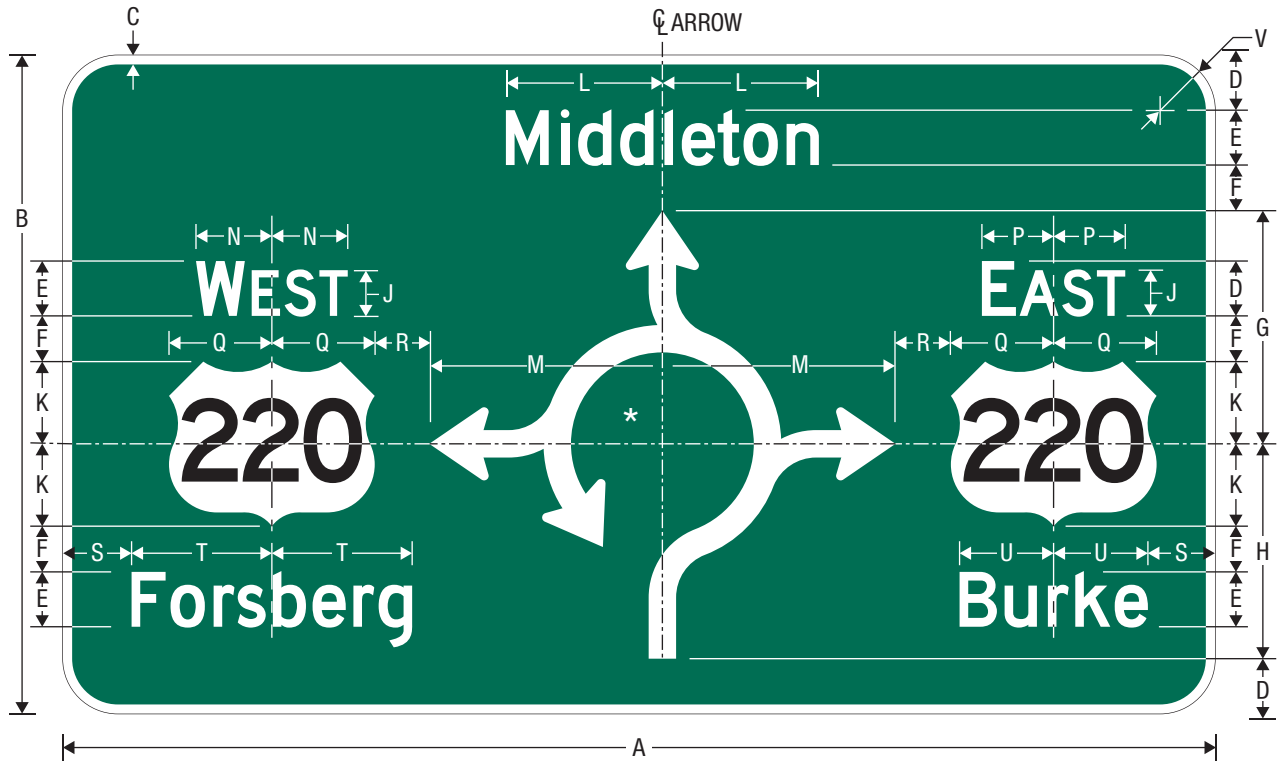 C
℄ ARROW
V
L L
D
Middleton
E
F
B
N N
P P
WEST
EAST
E
J
D
J
G
F
Q Q R
R Q Q
F
M M
K
K
220
*
220
K
K
F
S T T
U U S
F
H
Forsberg
Burke
E
E
D
A